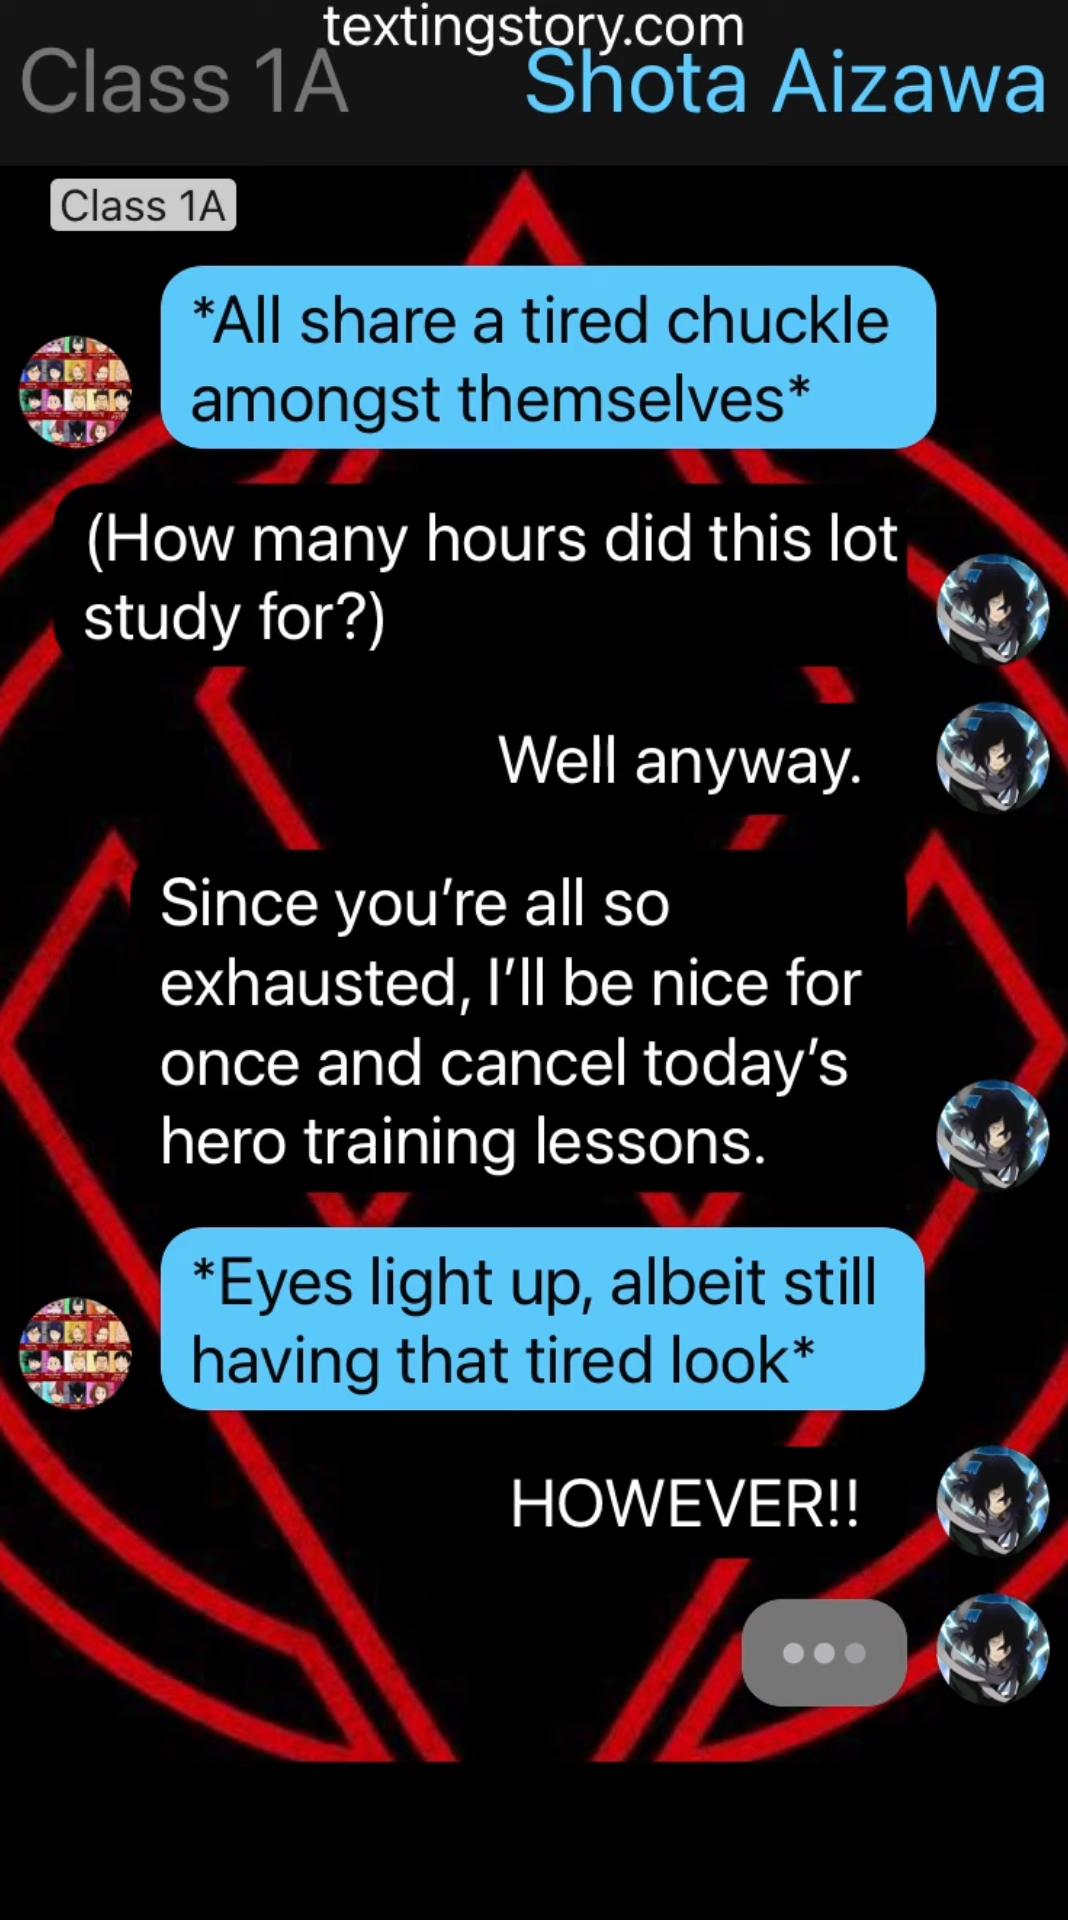 textingstory.com
Class 1A
Shota Aizawa
Class 1A
*All share a tired chuckle
amongst themselves*
(How many hours did this lot
study for?)
Well anyway.
Since you’re all so
exhausted, I’ll be nice for
once and cancel today’s
hero training lessons.
*Eyes light up, albeit still
having that tired look*
HOWEVER!!